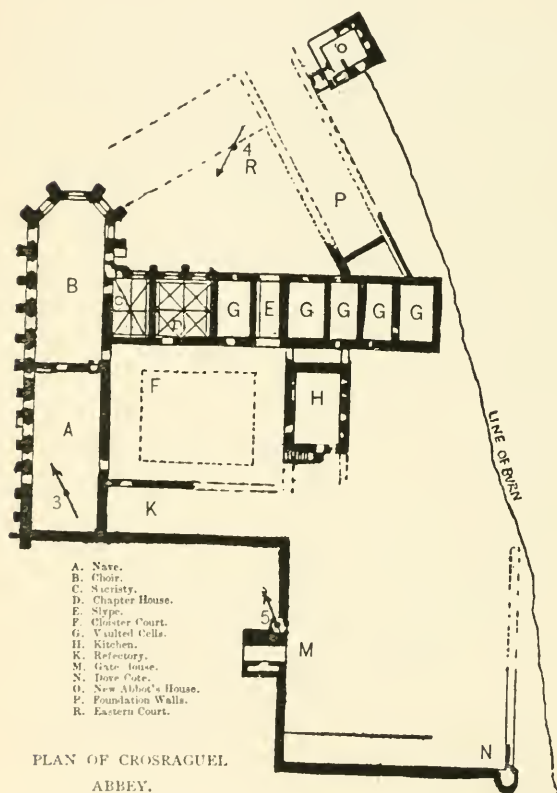 O
4
R
P
B
C
D
G
E
G
G
G
G
F
H
A
LINE OF BURN
3
K
5
M
A. Nave.
B. Choir.
C. Sacristy.
D. Chapter House.
E. Slype.
F. Cloister Court.
G. Vaulted Cells.
H. Kitchen.
K. Refectory.
M. Gate House.
N. Dove Cote.
O. New Abbot's House.
P. Foundation Walls.
R. Eastern Court.
N
PLAN OF CROSRAGUEL
ABBEY.